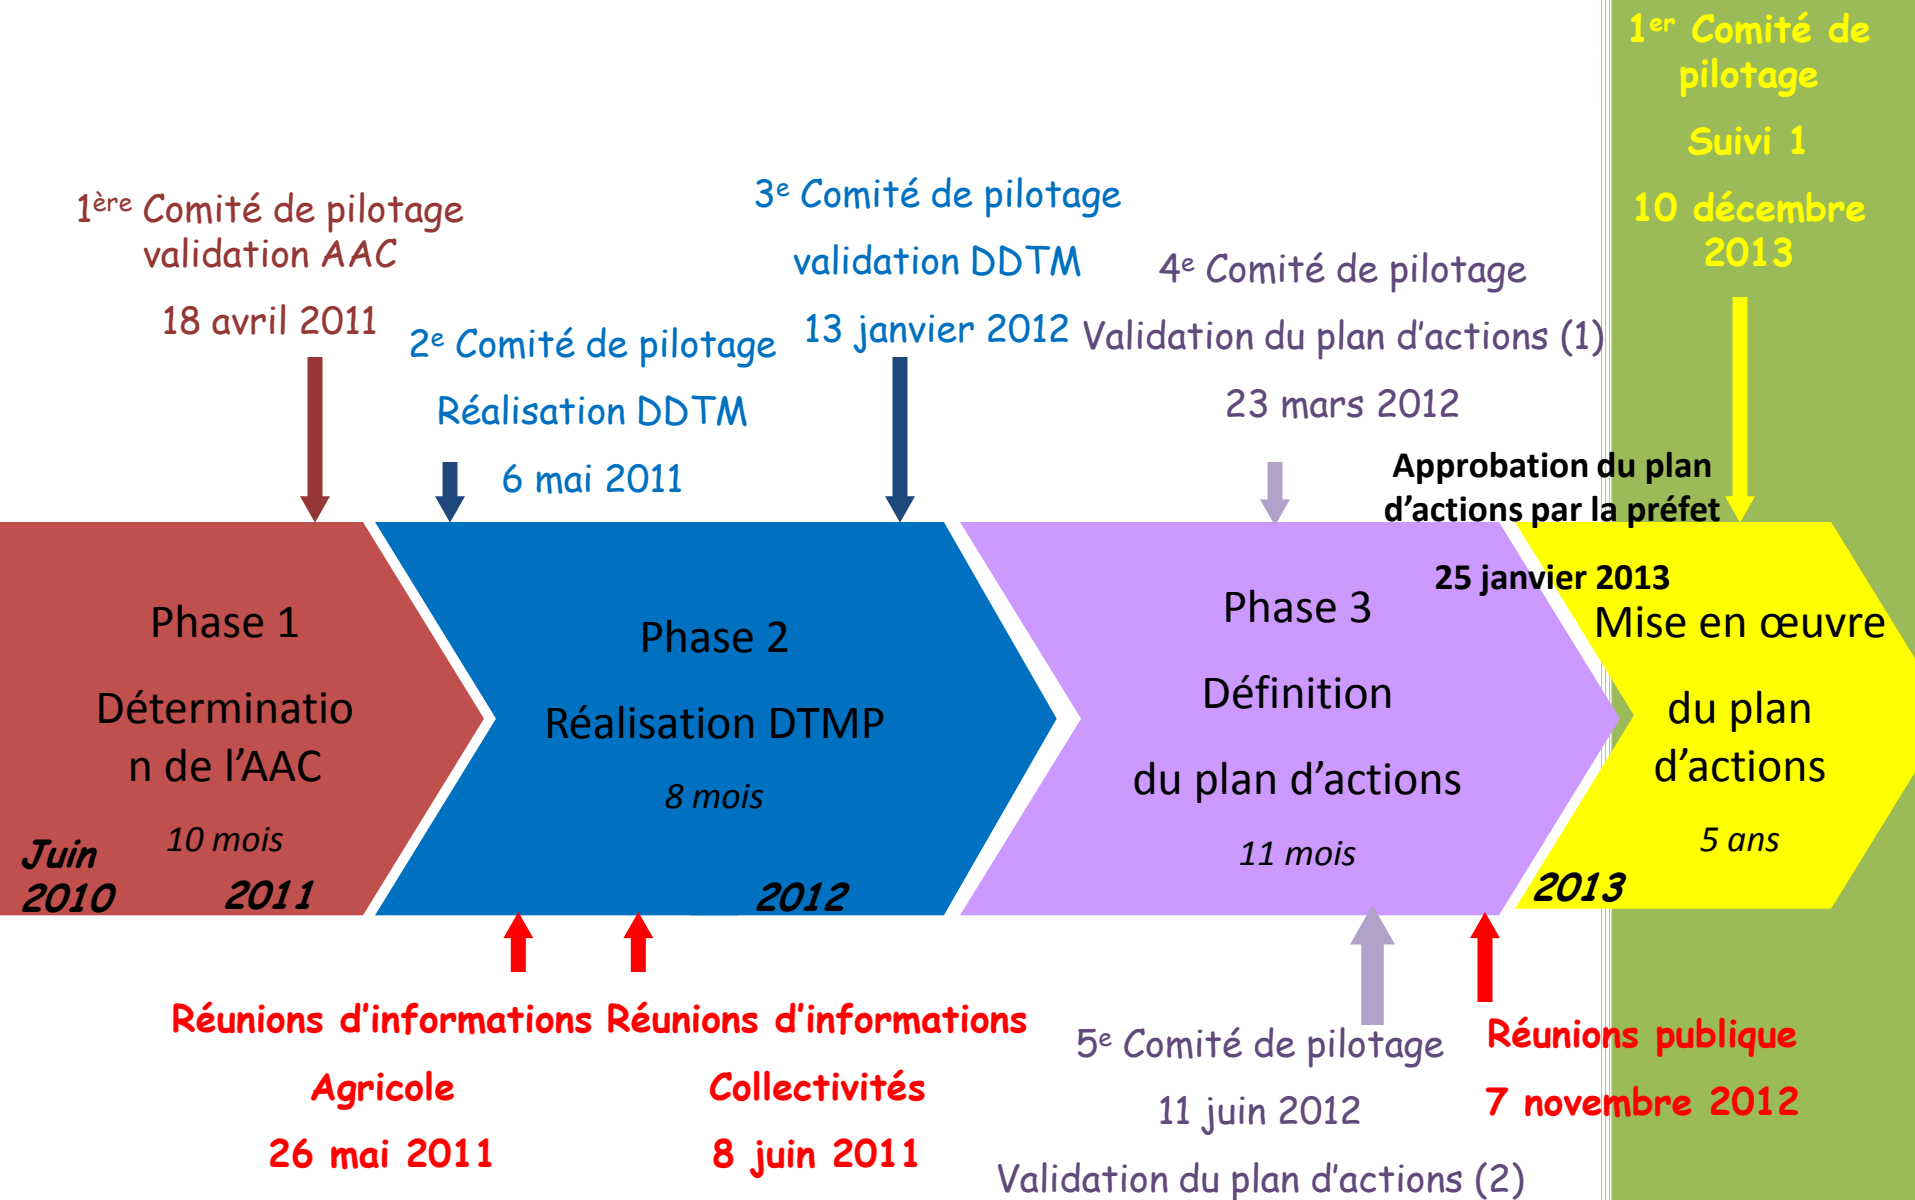 1er Comité de
pilotage
Suivi 1
10 décembre
2013
1ère Comité de pilotage
validation AAC
18 avril 2011
2e Comité de pilotage
Réalisation DDTM
6 mai 2011
3e Comité de pilotage
validation DDTM
13 janvier 2012
4e Comité de pilotage
Validation du plan d'actions (1)
23 mars 2012
Approbation du plan
d'actions par la préfet
25 janvier 2013
Phase 1
Déterminatio
n de l'AAC
10 mois
Juin
2010
2011
Phase 2
Réalisation DTMP
8 mois
2012
Phase 3
Définition
du plan d'actions
11 mois
Mise en œuvre
du plan
d'actions
5 ans
2013
Réunions d'informations
Agricole
26 mai 2011
Réunions d'informations
Collectivités
8 juin 2011
5e Comité de pilotage
11 juin 2012
Validation du plan d'actions (2)
Réunions publique
7 novembre 2012